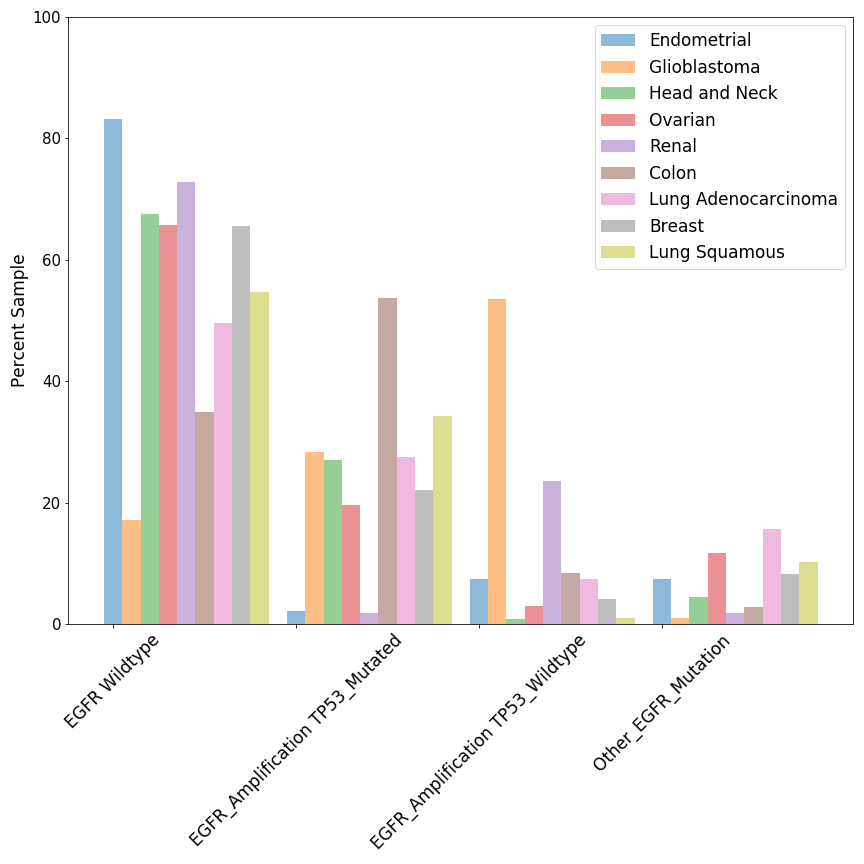 100
80
60
40
20
0
Percent Sample
Endometrial
Glioblastoma
Head and Neck
Ovarian
Renal
Colon
Lung Adenocarcinoma
Breast
Lung Squamous
EGFR Wildtype
EGFR_Amplification TP53_Mutated
EGFR_Amplification TP53_Wildtype
Other_EGFR_Mutation